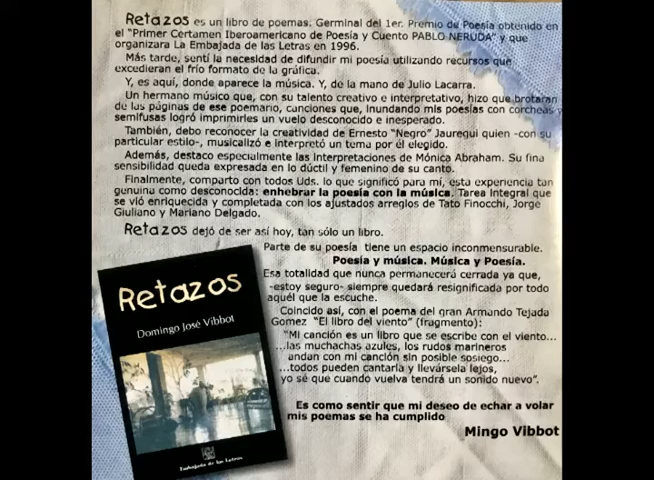 Retazos es un libro de poemas. Germinal del 1er. Premio de Poesía obtenido en
el "Primer Certamen Iberoamericano de Poesía y Cuento PABLO NERUDA" y que
organizara La Embajada de las Letras en 1996.
Más tarde, sentí la necesidad de difundir mi poesía utilizando recursos que
excedieran el frío formato de la gráfica.
Y, es aquí, donde aparece la música. Y, de la mano de Julio Lacarra.
Un hermano músico que, con su talento creativo e interpretativo, hizo que brotaran
de las páginas de ese poemario, canciones que, inundando mis poesías con corcheas y
semifusas logró imprimirles un vuelo desconocido e inesperado.
También, debo reconocer la creatividad de Ernesto "Negro" Jauregui quien -con su
particular estilo-, musicalizó e interpretó un tema por él elegido.
Además, destaco especialmente las interpretaciones de Mónica Abraham. Su fina
sensibilidad queda expresada en lo dúctil y femenino de su canto.
Finalmente, comparto con todos Uds. lo que significó para mí, esta experiencia tan
genuina como desconocida: enhebrar la poesía con la música. Tarea Integral que
se vió enriquecida y completada con los ajustados arreglos de Tato Finocchi, Jorge
Giuliano y Mariano Delgado.
Retazos dejó de ser así hoy, tan sólo un libro.
Parte de su poesía tiene un espacio inconmensurable.
Poesía y música. Música y Poesía.
Esa totalidad que nunca permanecerá cerrada ya que,
-estoy seguro- siempre quedará resignificada por todo
aquél que la escuche.
Coincido así, con el poema del gran Armando Tejada
Gomez "El libro del viento" (fragmento):
"Mi canción es un libro que se escribe con el viento...
...las muchachas azules, los rudos marineros
andan con mi canción sin posible sosiego...
...todos pueden cantarla y llevársela lejos,
yo sé que cuando vuelva tendrá un sonido nuevo".
Es como sentir que mi deseo de echar a volar
mis poemas se ha cumplido
Mingo Vibbot
Retazos
Domingo José Vibbot
Embajada de las Letras